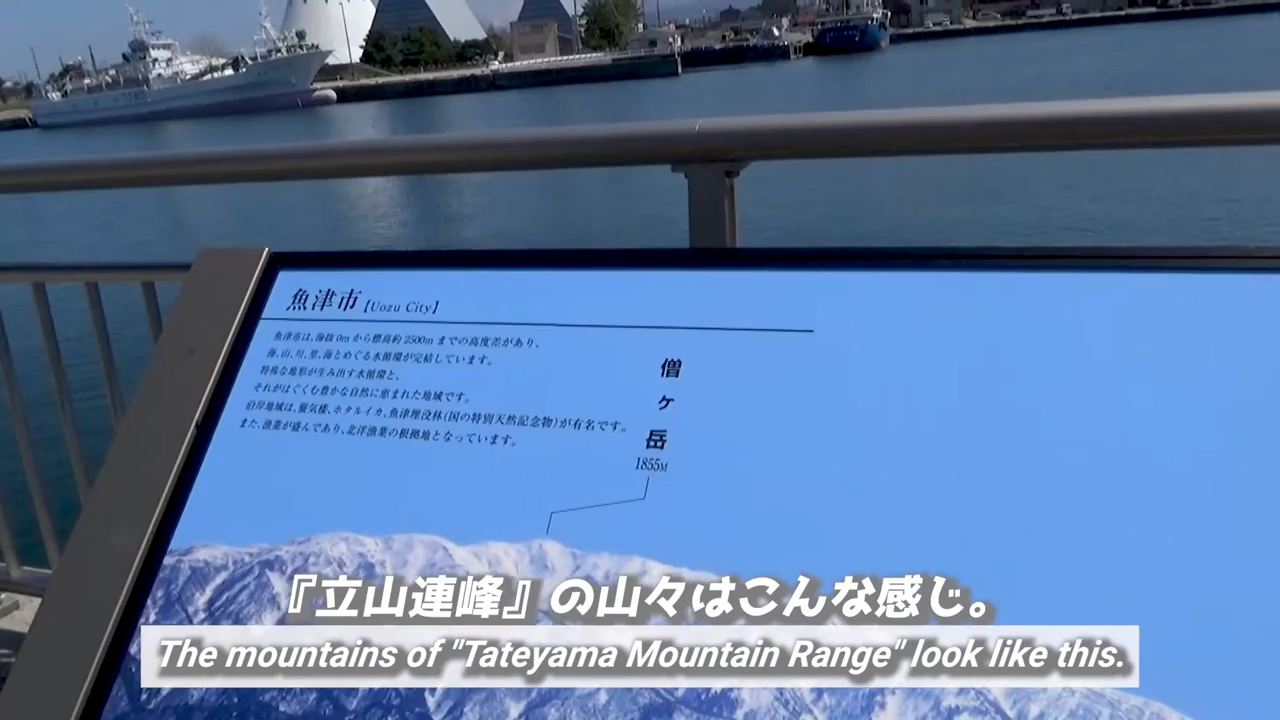 魚津市【Uozu City】
魚津市は、海抜0mから標高約2500mまでの高度差があり、
海、山、川、里、海とめぐる水循環が完結しています。
特殊な地形が生み出す水循環と、
それがはぐくむ豊かな自然に恵まれた地域です。
沿岸地域は、蜃気楼、ホタルイカ、魚津埋没林(国の特別天然記念物)が有名です。
また、漁業が盛んであり、北洋漁業の根拠地となっています。
僧ヶ岳
1855M
『立山連峰』の山々はこんな感じ。
The mountains of "Tateyama Mountain Range" look like this.